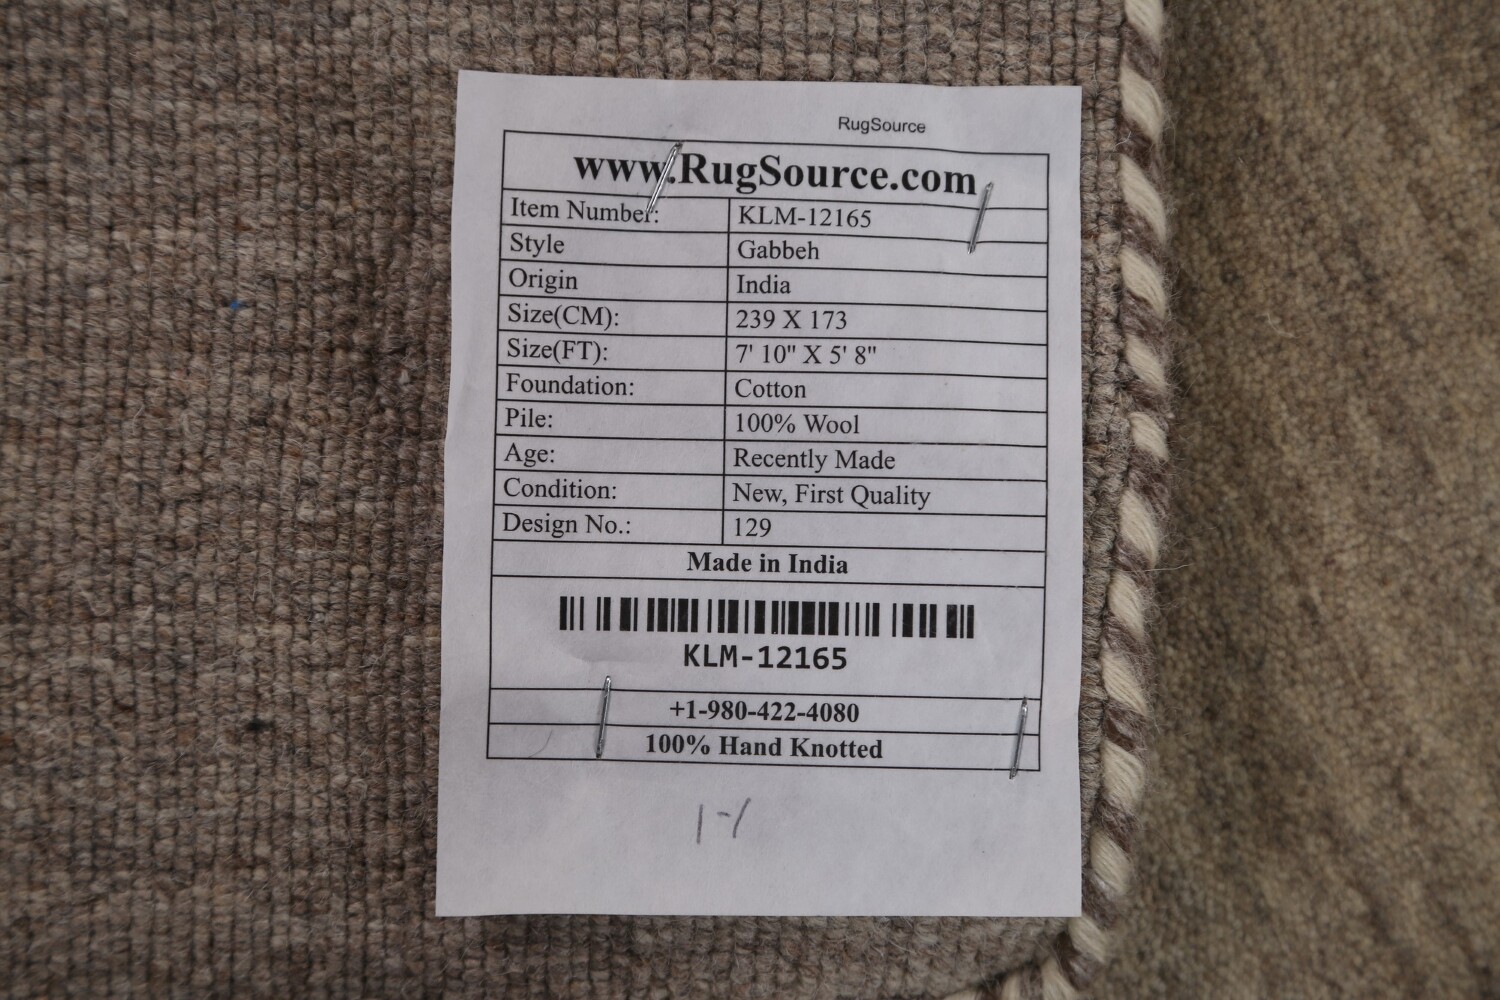 RugSource
www.RugSource.com
Item Number: KLM-12165
Style Gabbeh
Origin India
Size(CM): 239 X 173
Size(FT): 7' 10" X 5' 8"
Foundation: Cotton
Pile: 100% Wool
Age: Recently Made
Condition: New, First Quality
Design No.: 129
Made in India
KLM-12165
+1-980-422-4080
100% Hand Knotted
1-1